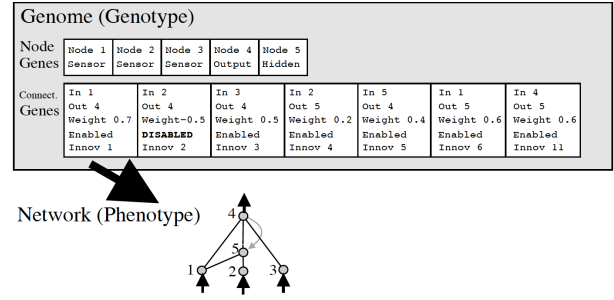 Genome (Genotype)
Node Genes
Node 1 Sensor
Node 2 Sensor
Node 3 Sensor
Node 4 Output
Node 5 Hidden
Connect. Genes
In 1
Out 4
Weight 0.7
Enabled
Innov 1
In 2
Out 4
Weight-0.5
DISABLED
Innov 2
In 3
Out 4
Weight 0.5
Enabled
Innov 3
In 2
Out 5
Weight 0.2
Enabled
Innov 4
In 5
Out 4
Weight 0.4
Enabled
Innov 5
In 1
Out 5
Weight 0.6
Enabled
Innov 6
In 4
Out 5
Weight 0.6
Enabled
Innov 11
Network (Phenotype)
4
5
1
2
3